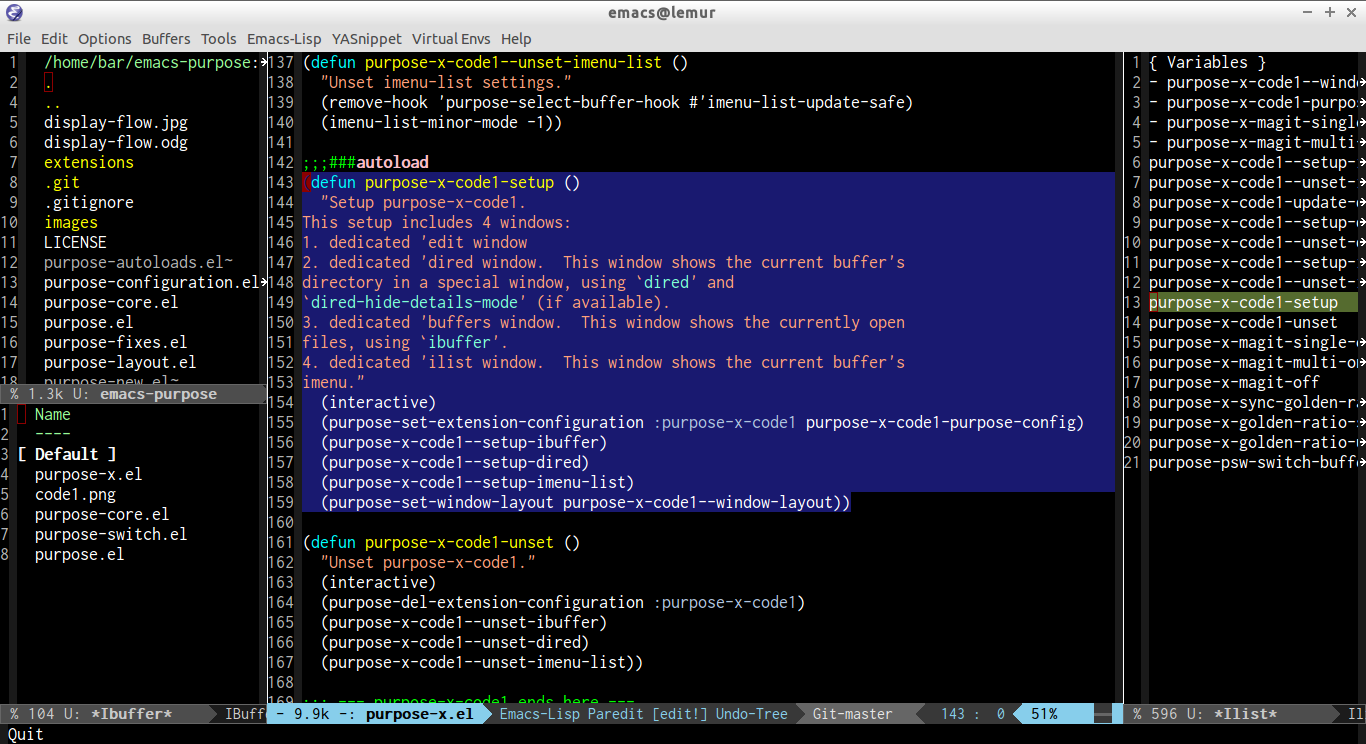 emacs@lemur
File Edit Options Buffers Tools Emacs-Lisp YASnippet Virtual Envs Help
1 /home/bar/emacs-purpose:
2 .
4 ..
5 display-flow.jpg
6 display-flow.odg
7 extensions
8 .git
9 .gitignore
10 images
11 LICENSE
12 purpose-autoloads.el~
13 purpose-configuration.el
14 purpose-core.el
15 purpose.el
16 purpose-fixes.el
17 purpose-layout.el
18 purpose-new.el~
% 1.3k U: emacs-purpose
1 Name
2 ----
3 [ Default ]
4 purpose-x.el
5 code1.png
6 purpose-core.el
7 purpose-switch.el
8 purpose.el
% 104 U: *Ibuffer* IBuff
137 (defun purpose-x-code1--unset-imenu-list ()
138 "Unset imenu-list settings."
139 (remove-hook 'purpose-select-buffer-hook #'imenu-list-update-safe)
140 (imenu-list-minor-mode -1))
141
142 ;;;###autoload
143 (defun purpose-x-code1-setup ()
144 "Setup purpose-x-code1.
145 This setup includes 4 windows:
146 1. dedicated 'edit window
147 2. dedicated 'dired window.  This window shows the current buffer's
148 directory in a special window, using `dired' and
149 `dired-hide-details-mode' (if available).
150 3. dedicated 'buffers window.  This window shows the currently open
151 files, using `ibuffer'.
152 4. dedicated 'ilist window.  This window shows the current buffer's
153 imenu."
154 (interactive)
155 (purpose-set-extension-configuration :purpose-x-code1 purpose-x-code1-purpose-config)
156 (purpose-x-code1--setup-ibuffer)
157 (purpose-x-code1--setup-dired)
158 (purpose-x-code1--setup-imenu-list)
159 (purpose-set-window-layout purpose-x-code1--window-layout))
160
161 (defun purpose-x-code1-unset ()
162 "Unset purpose-x-code1."
163 (interactive)
164 (purpose-del-extension-configuration :purpose-x-code1)
165 (purpose-x-code1--unset-ibuffer)
166 (purpose-x-code1--unset-dired)
167 (purpose-x-code1--unset-imenu-list))
168
169 ;;; --- purpose-x-code1 ends here ---
- 9.9k -: purpose-x.el Emacs-Lisp Paredit [edit!] Undo-Tree Git-master 143 : 0 51%
1 { Variables }
2 - purpose-x-code1--wind
3 - purpose-x-code1-purpo
4 - purpose-x-magit-singl
5 - purpose-x-magit-multi
6 purpose-x-code1--setup-
7 purpose-x-code1--unset-
8 purpose-x-code1-update-
9 purpose-x-code1--setup-
10 purpose-x-code1--unset-
11 purpose-x-code1--setup-
12 purpose-x-code1--unset-
13 purpose-x-code1-setup
14 purpose-x-code1-unset
15 purpose-x-magit-single-
16 purpose-x-magit-multi-o
17 purpose-x-magit-off
18 purpose-x-sync-golden-r
19 purpose-x-golden-ratio-
20 purpose-x-golden-ratio-
21 purpose-psw-switch-buff
% 596 U: *Ilist* Il
Quit